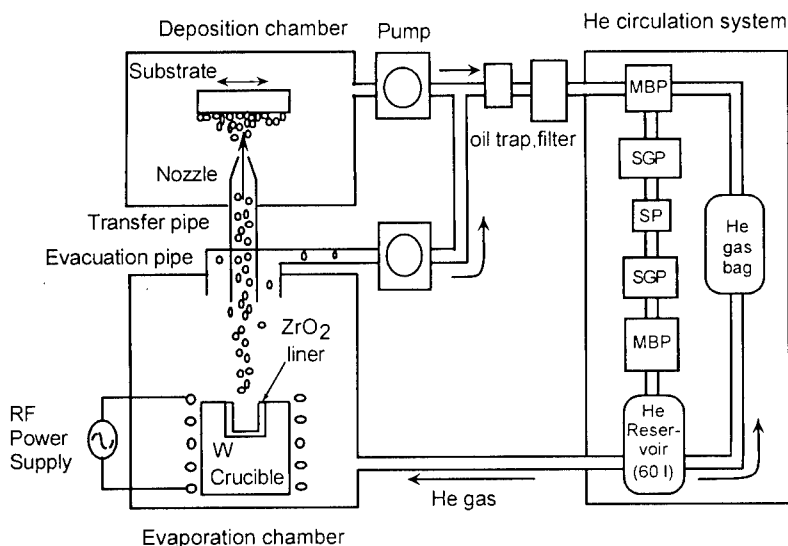 Deposition chamber
Pump
He circulation system
Substrate
MBP
oil trap,filter
SGP
Nozzle
SP
Transfer pipe
He
gas
bag
Evacuation pipe
SGP
ZrO2
liner
MBP
RF
Power
Supply
W
Crucible
He
Reser-
voir
(60 l)
He gas
Evaporation chamber